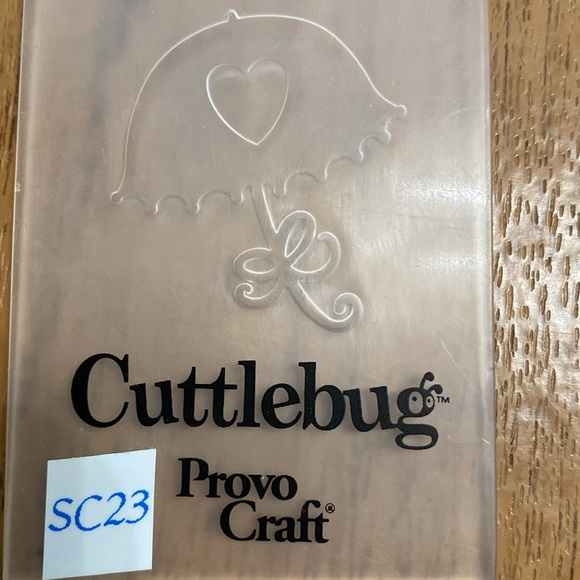 Cuttlebug™
Provo
Craft®
SC23